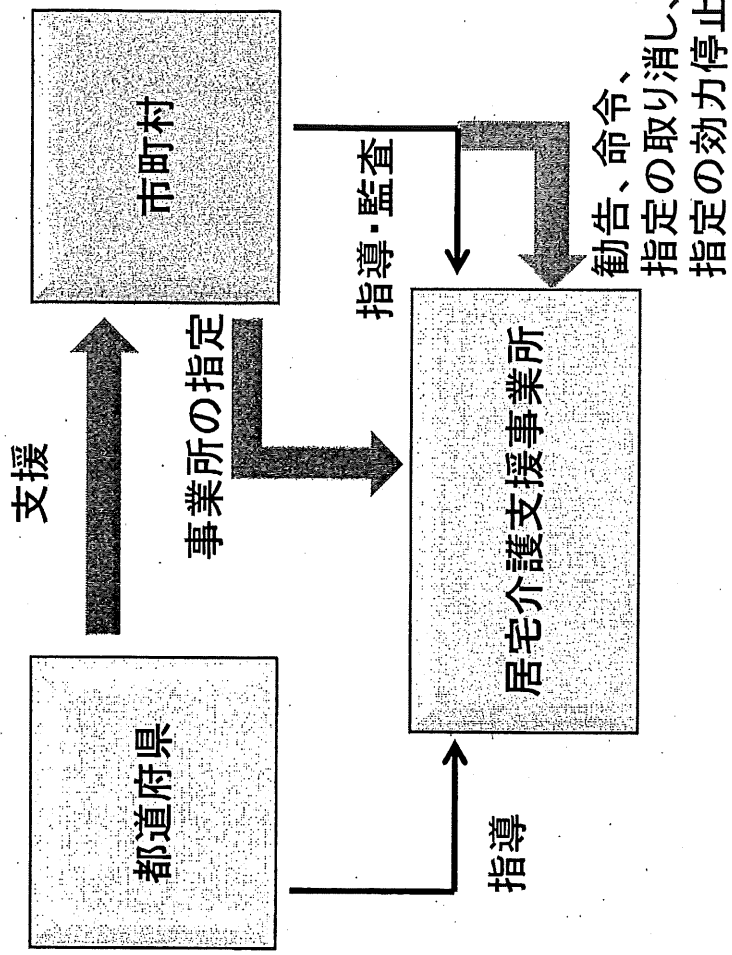 支援
都道府県
市町村
事業所の指定
指導
指導・監査
居宅介護支援事業所
勧告、命令、
指定の取り消し、
指定の効力停止